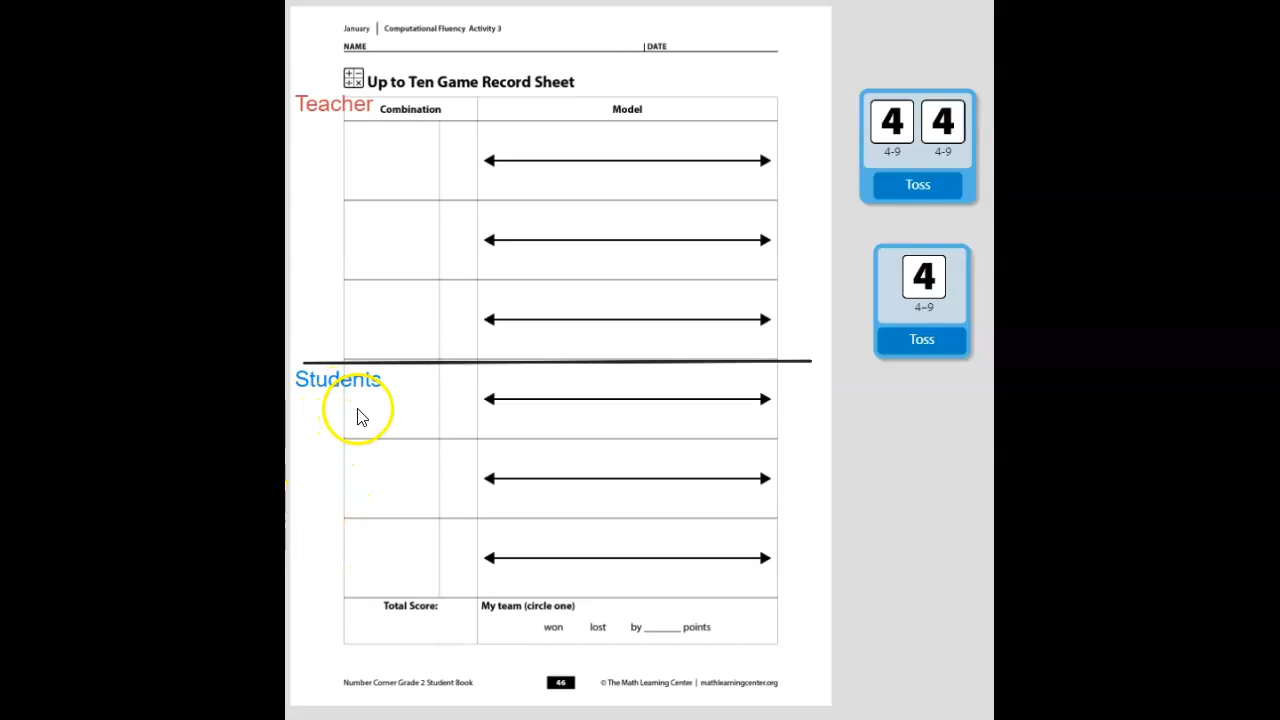 January | Computational Fluency Activity 3
NAME | DATE
Up to Ten Game Record Sheet
Teacher
Combination Model
Students
Total Score: My team (circle one)
won lost by ______ points
Number Corner Grade 2 Student Book 46 © The Math Learning Center | mathlearningcenter.org
4 4
4-9 4-9
Toss
4
4–9
Toss